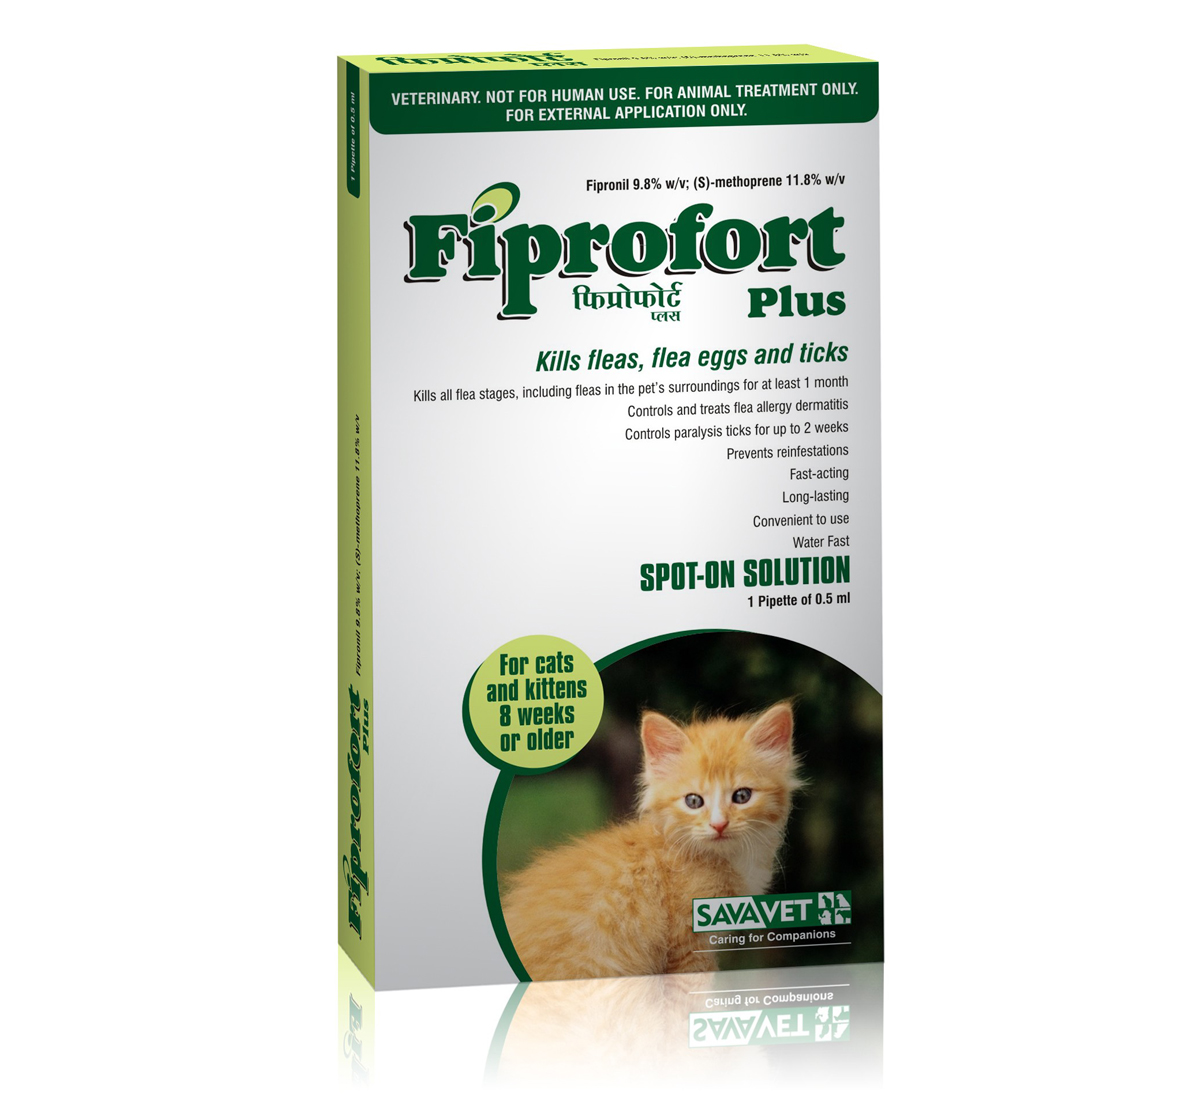 फिप्रोफोर्ट
प्लस
VETERINARY. NOT FOR HUMAN USE. FOR ANIMAL TREATMENT ONLY.
FOR EXTERNAL APPLICATION ONLY.
1 Pipette of 0.5 ml
Fipronil 9.8% w/v; (S)-methoprene 11.8% w/v
Fiprofort
फिप्रोफोर्ट
प्लस
Plus
Kills fleas, flea eggs and ticks
Kills all flea stages, including fleas in the pet's surroundings for at least 1 month
Controls and treats flea allergy dermatitis
Controls paralysis ticks for up to 2 weeks
Prevents reinfestations
Fast-acting
Long-lasting
Convenient to use
Water Fast
SPOT-ON SOLUTION
1 Pipette of 0.5 ml
For cats
and kittens
8 weeks
or older
SAVAVET
Caring for Companions
Fipronil 9.8% w/v; (S)-methoprene 11.8% w/v
Fiprofort
Plus